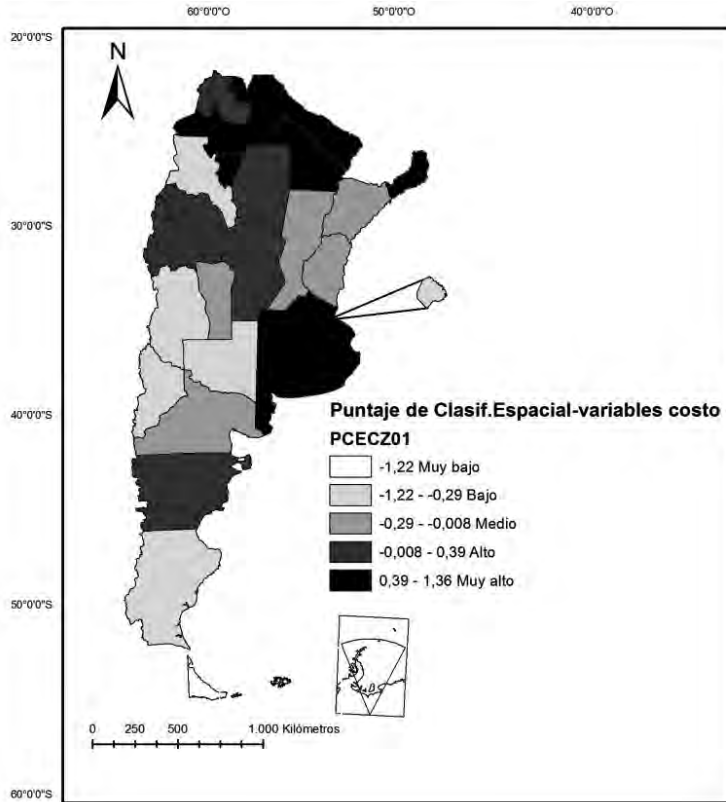 60°0'0"O
50°0'0"O
40°0'0"O
20°0'0"S
N
30°0'0"S
40°0'0"S
Puntaje de Clasif.Espacial-variables costo
PCECZ01
-1,22 Muy bajo
-1,22 - -0,29 Bajo
-0,29 - -0,008 Medio
-0,008 - 0,39 Alto
0,39 - 1,36 Muy alto
50°0'0"S
0 250 500 1.000 Kilómetros
60°0'0"S